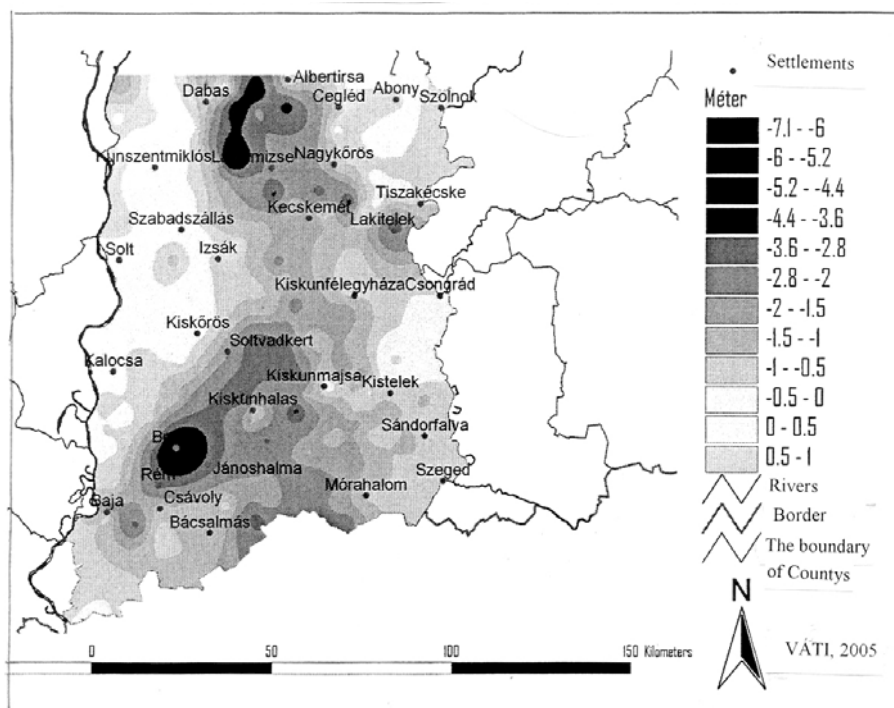 Albertirsa
Dabas
Cegléd
Abony
Szolnok
Kunszentmiklós
Nagykőrös
Kecskemét
Tiszakécske
Lakitelek
Szabadszállás
Solt
Izsák
Kiskunfélegyháza
Csongrád
Kiskőrös
Soltvadkert
Kalocsa
Kiskunmajsa
Kistelek
Kiskunhalas
Sándorfalva
Rém
Jánoshalma
Szeged
Mórahalom
Csávoly
Baja
Bácsalmás
0 50 100 150 Kilometers
Settlements
Méter
-7.1 - -6
-6 - -5.2
-5.2 - -4.4
-4.4 - -3.6
-3.6 - -2.8
-2.8 - -2
-2 - -1.5
-1.5 - -1
-1 - -0.5
-0.5 - 0
0 - 0.5
0.5 - 1
Rivers
Border
The boundary
of Countys
N
VÁTI, 2005